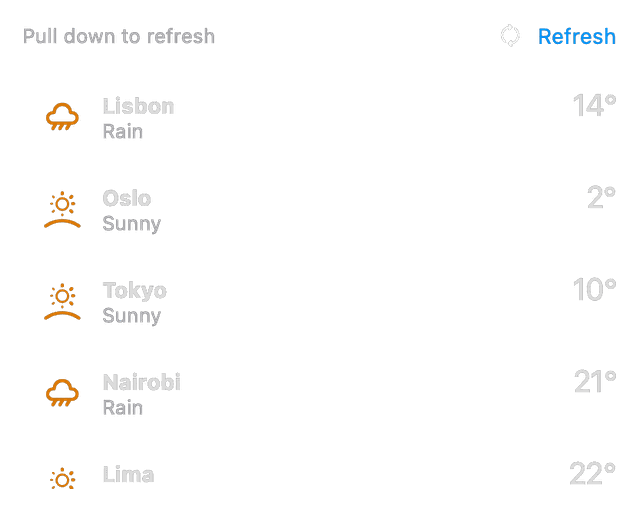 Pull down to refresh
Refresh
Lisbon
14°
Rain
Oslo
2°
Sunny
Tokyo
10°
Sunny
Nairobi
21°
Rain
Lima
22°